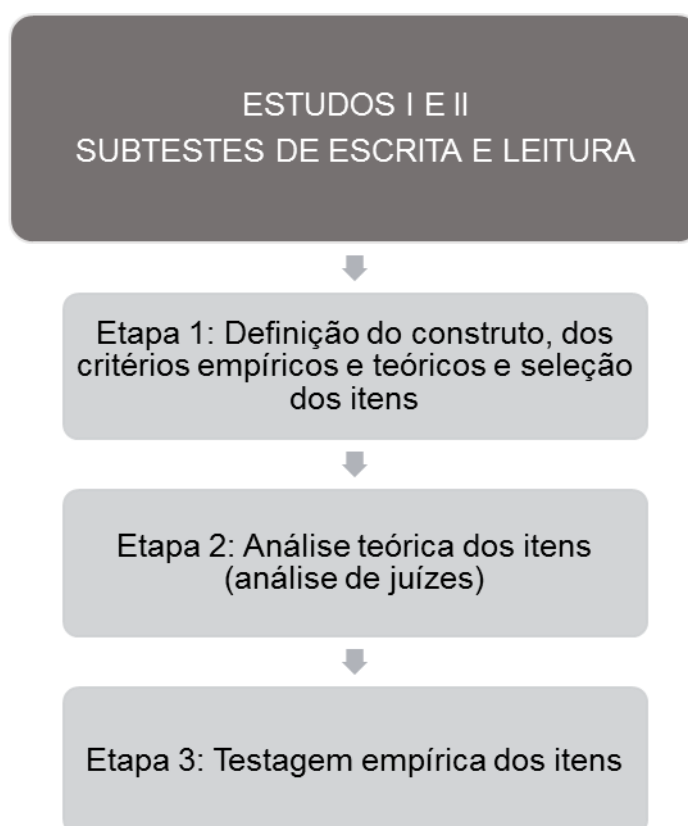 ESTUDOS I E II
SUBTESTES DE ESCRITA E LEITURA
Etapa 1: Definição do construto, dos
critérios empíricos e teóricos e seleção
dos itens
Etapa 2: Análise teórica dos itens
(análise de juízes)
Etapa 3: Testagem empírica dos itens